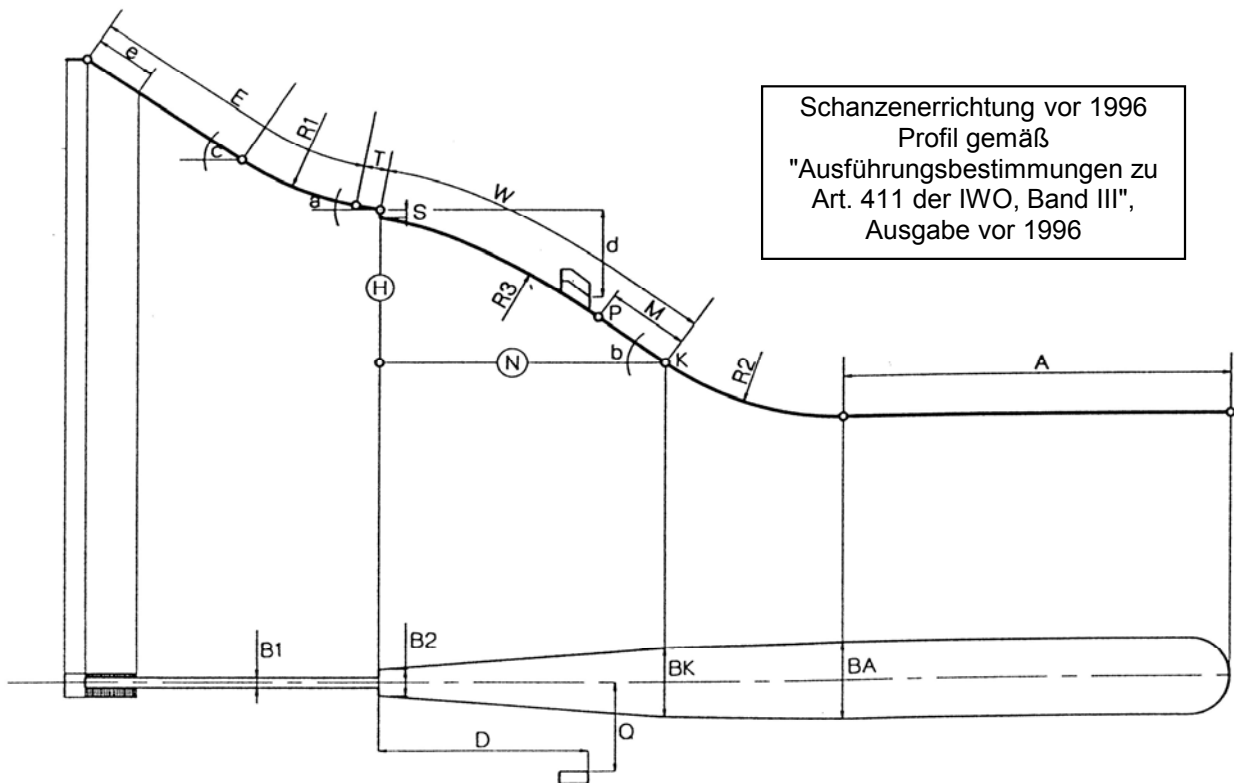 e
E
R1
C
T
a
S
W
d
H
R3
M
P
b
K
N
R2
A
Schanzenerrichtung vor 1996
Profil gemäß
"Ausführungsbestimmungen zu
Art. 411 der IWO, Band III",
Ausgabe vor 1996
B1
B2
BK
BA
Q
D